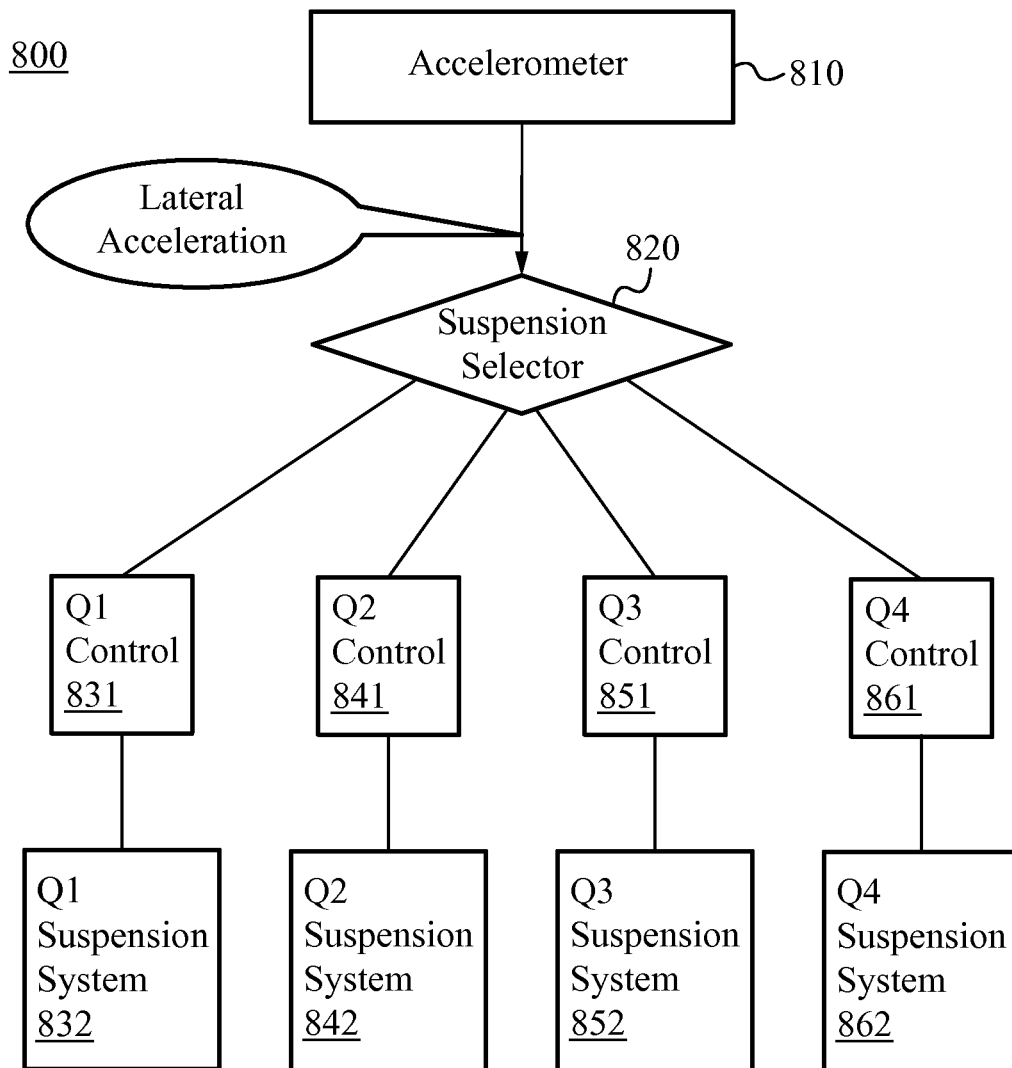 800
Accelerometer
810
Lateral
Acceleration
820
Suspension
Selector
Q1
Control
831
Q2
Control
841
Q3
Control
851
Q4
Control
861
Q1
Suspension
System
832
Q2
Suspension
System
842
Q3
Suspension
System
852
Q4
Suspension
System
862